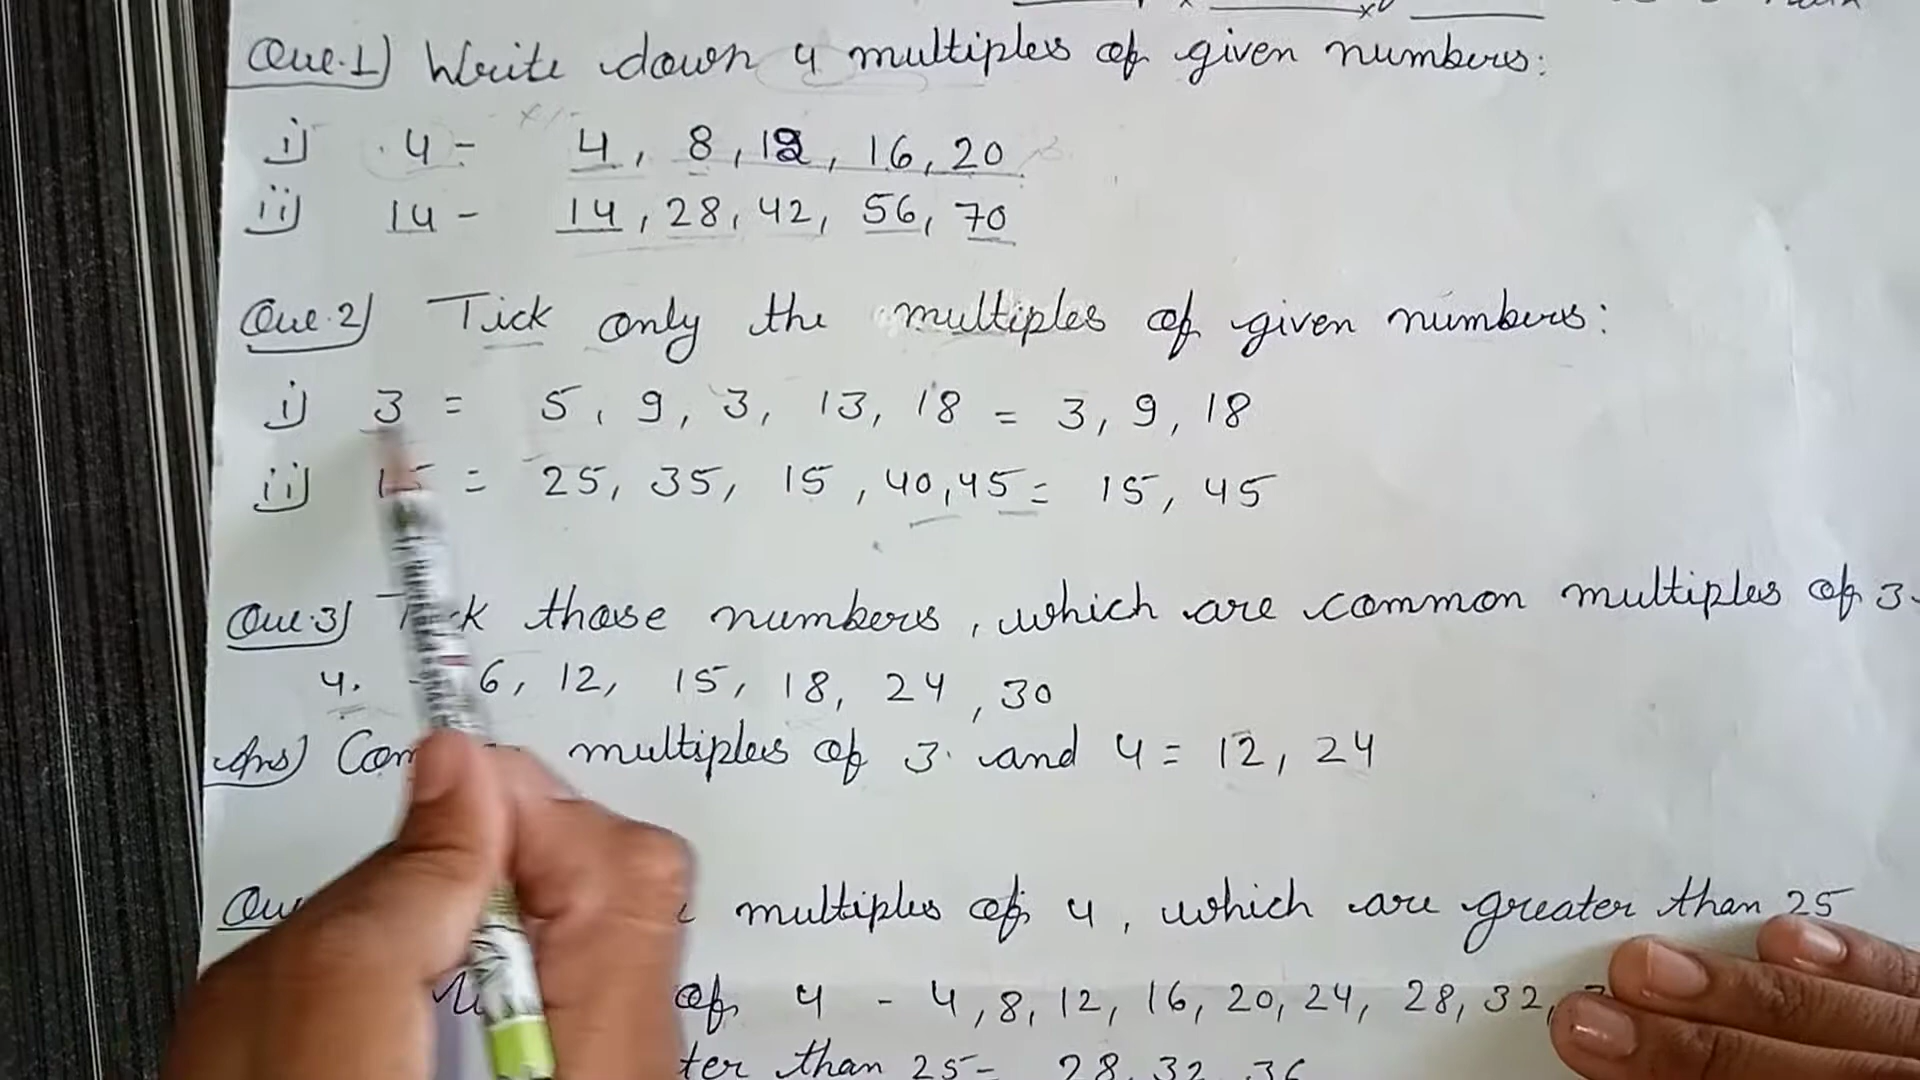 Que.1) Write down 4 multiples of given numbers:
i) 4 - 4, 8, 12, 16, 20
ii) 14 - 14, 28, 42, 56, 70
Que.2) Tick only the multiples of given numbers:
i) 3 = 5, 9, 3, 13, 18 = 3, 9, 18
ii) 15 = 25, 35, 15, 40, 45 = 15, 45
Que.3) Tick those numbers, which are common multiples of 3.
4. 6, 12, 15, 18, 24, 30
Ans) multiples of 3 and 4 = 12, 24
multiples of 4, which are greater than 25
of 4 - 4, 8, 12, 16, 20, 24, 28, 32,
than 25 - 28, 32, 36